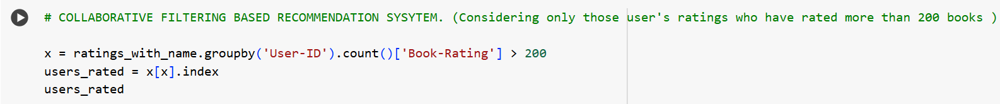 # COLLABORATIVE FILTERING BASED RECOMMENDATION SYSYTEM. (Considering only those user's ratings who have rated more than 200 books )
x = ratings_with_name.groupby('User-ID').count()['Book-Rating'] > 200
users_rated = x[x].index
users_rated